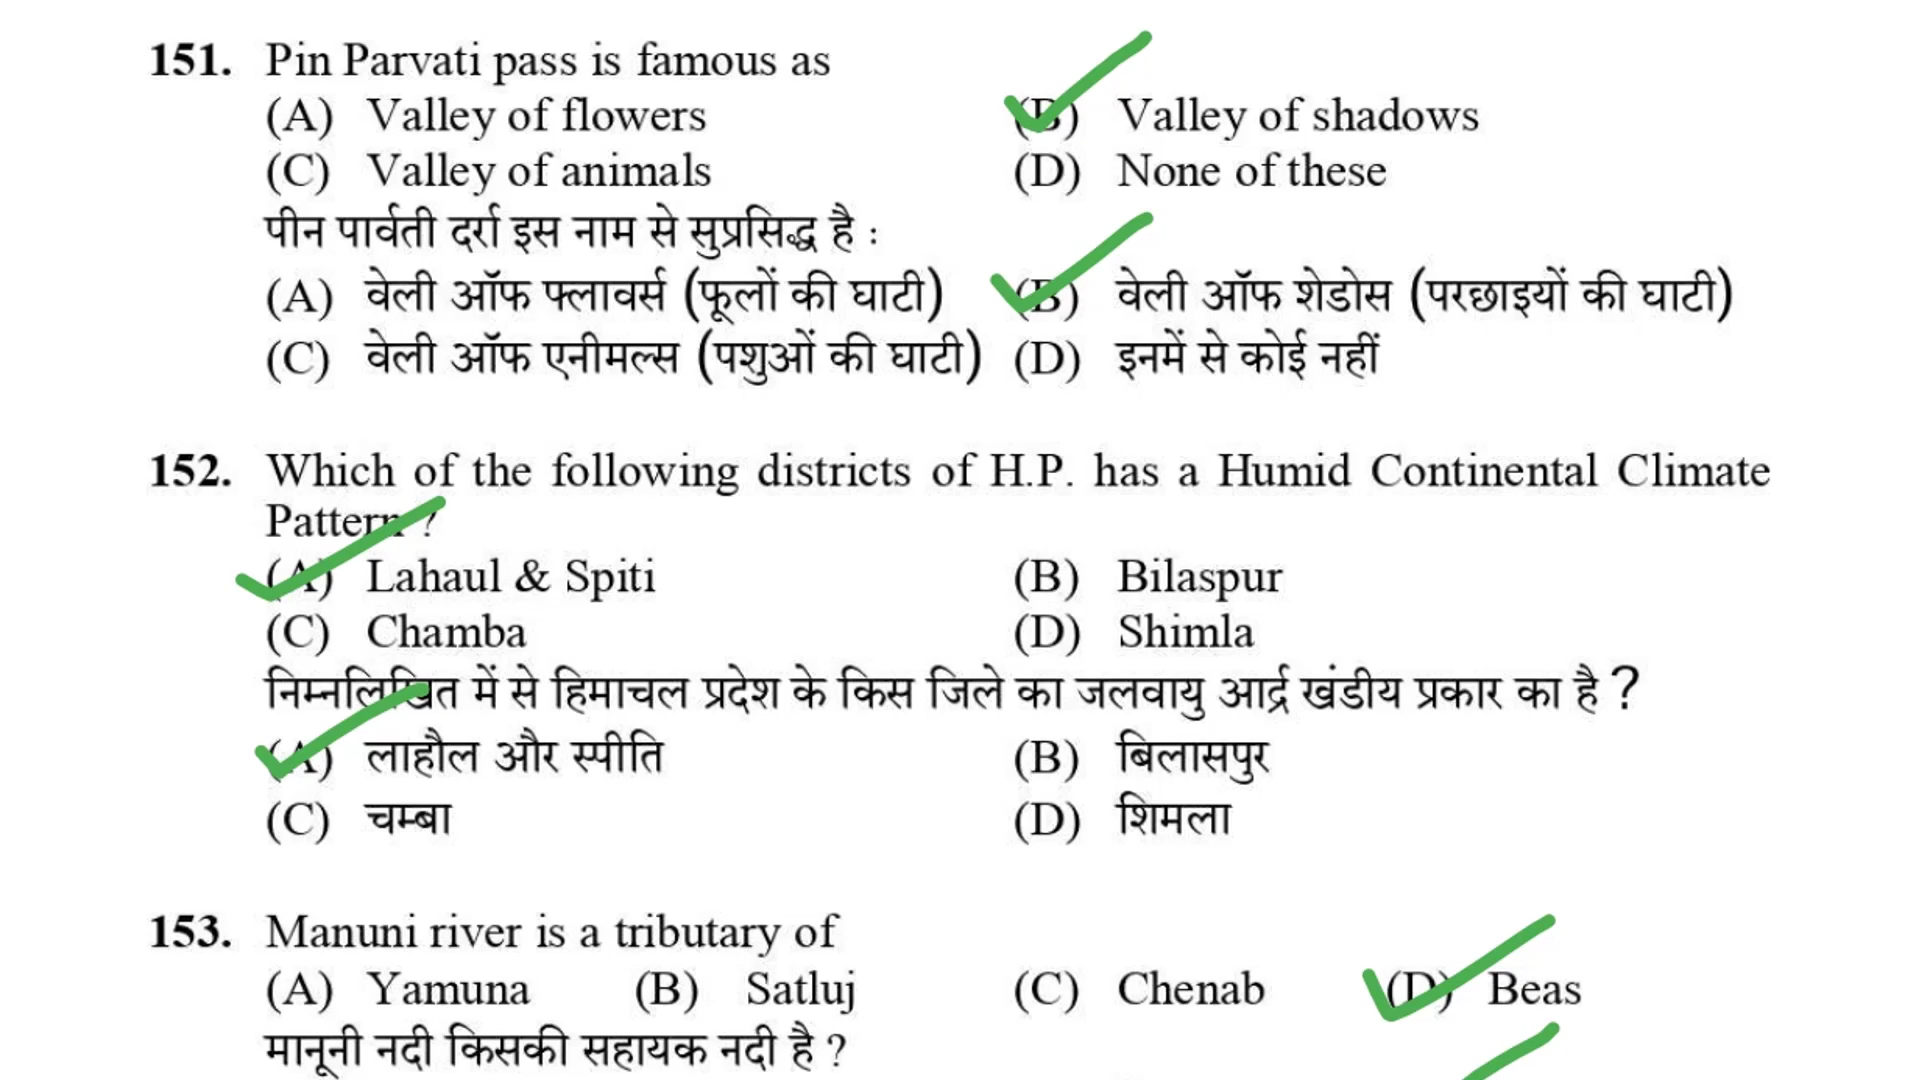 151. Pin Parvati pass is famous as
(A) Valley of flowers (B) Valley of shadows
(C) Valley of animals (D) None of these
पीन पार्वती दर्रा इस नाम से सुप्रसिद्ध है :
(A) वेली ऑफ फ्लावर्स (फूलों की घाटी) (B) वेली ऑफ शेडोस (परछाइयों की घाटी)
(C) वेली ऑफ एनीमल्स (पशुओं की घाटी) (D) इनमें से कोई नहीं
152. Which of the following districts of H.P. has a Humid Continental Climate
Pattern ?
(A) Lahaul & Spiti (B) Bilaspur
(C) Chamba (D) Shimla
निम्नलिखित में से हिमाचल प्रदेश के किस जिले का जलवायु आर्द्र खंडीय प्रकार का है ?
(A) लाहौल और स्पीति (B) बिलासपुर
(C) चम्बा (D) शिमला
153. Manuni river is a tributary of
(A) Yamuna (B) Satluj (C) Chenab (D) Beas
मानूनी नदी किसकी सहायक नदी है ?